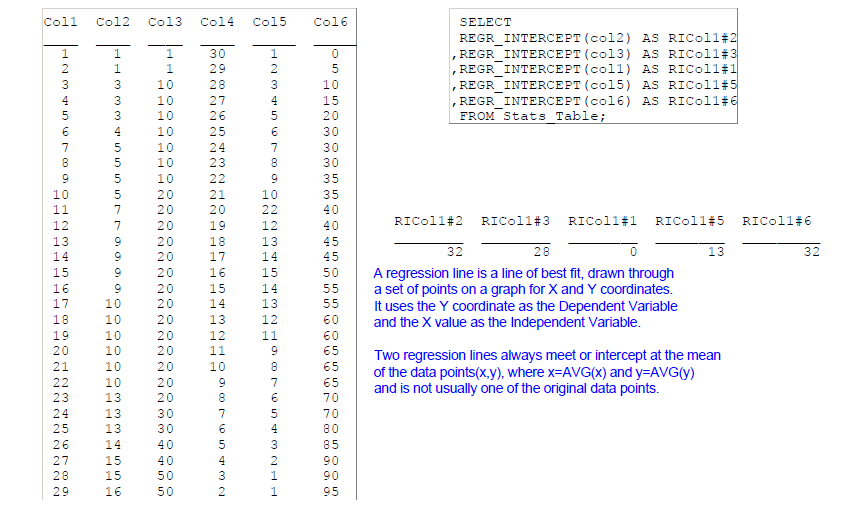 Col1 Col2 Col3 Col4 Col5 Col6
1 1 1 30 1 0
2 1 1 29 2 5
3 3 10 28 3 10
4 3 10 27 4 15
5 3 10 26 5 20
6 4 10 25 6 30
7 5 10 24 7 30
8 5 10 23 8 30
9 5 10 22 9 35
10 5 20 21 10 35
11 7 20 20 22 40
12 7 20 19 12 40
13 9 20 18 13 45
14 9 20 17 14 45
15 9 20 16 15 50
16 9 20 15 14 55
17 10 20 14 13 55
18 10 20 13 12 60
19 10 20 12 11 60
20 10 20 11 9 65
21 10 20 10 8 65
22 10 20 9 7 65
23 13 20 8 6 70
24 13 30 7 5 70
25 13 30 6 4 80
26 14 40 5 3 85
27 15 40 4 2 90
28 15 50 3 1 90
29 16 50 2 1 95
SELECT
REGR_INTERCEPT(col2) AS RICol1#2
,REGR_INTERCEPT(col3) AS RICol1#3
,REGR_INTERCEPT(col1) AS RICol1#1
,REGR_INTERCEPT(col5) AS RICol1#5
,REGR_INTERCEPT(col6) AS RICol1#6
FROM Stats_Table;
RICol1#2 RICol1#3 RICol1#1 RICol1#5 RICol1#6
32 28 0 13 32
A regression line is a line of best fit, drawn through
a set of points on a graph for X and Y coordinates.
It uses the Y coordinate as the Dependent Variable
and the X value as the Independent Variable.
Two regression lines always meet or intercept at the mean
of the data points(x,y), where x=AVG(x) and y=AVG(y)
and is not usually one of the original data points.